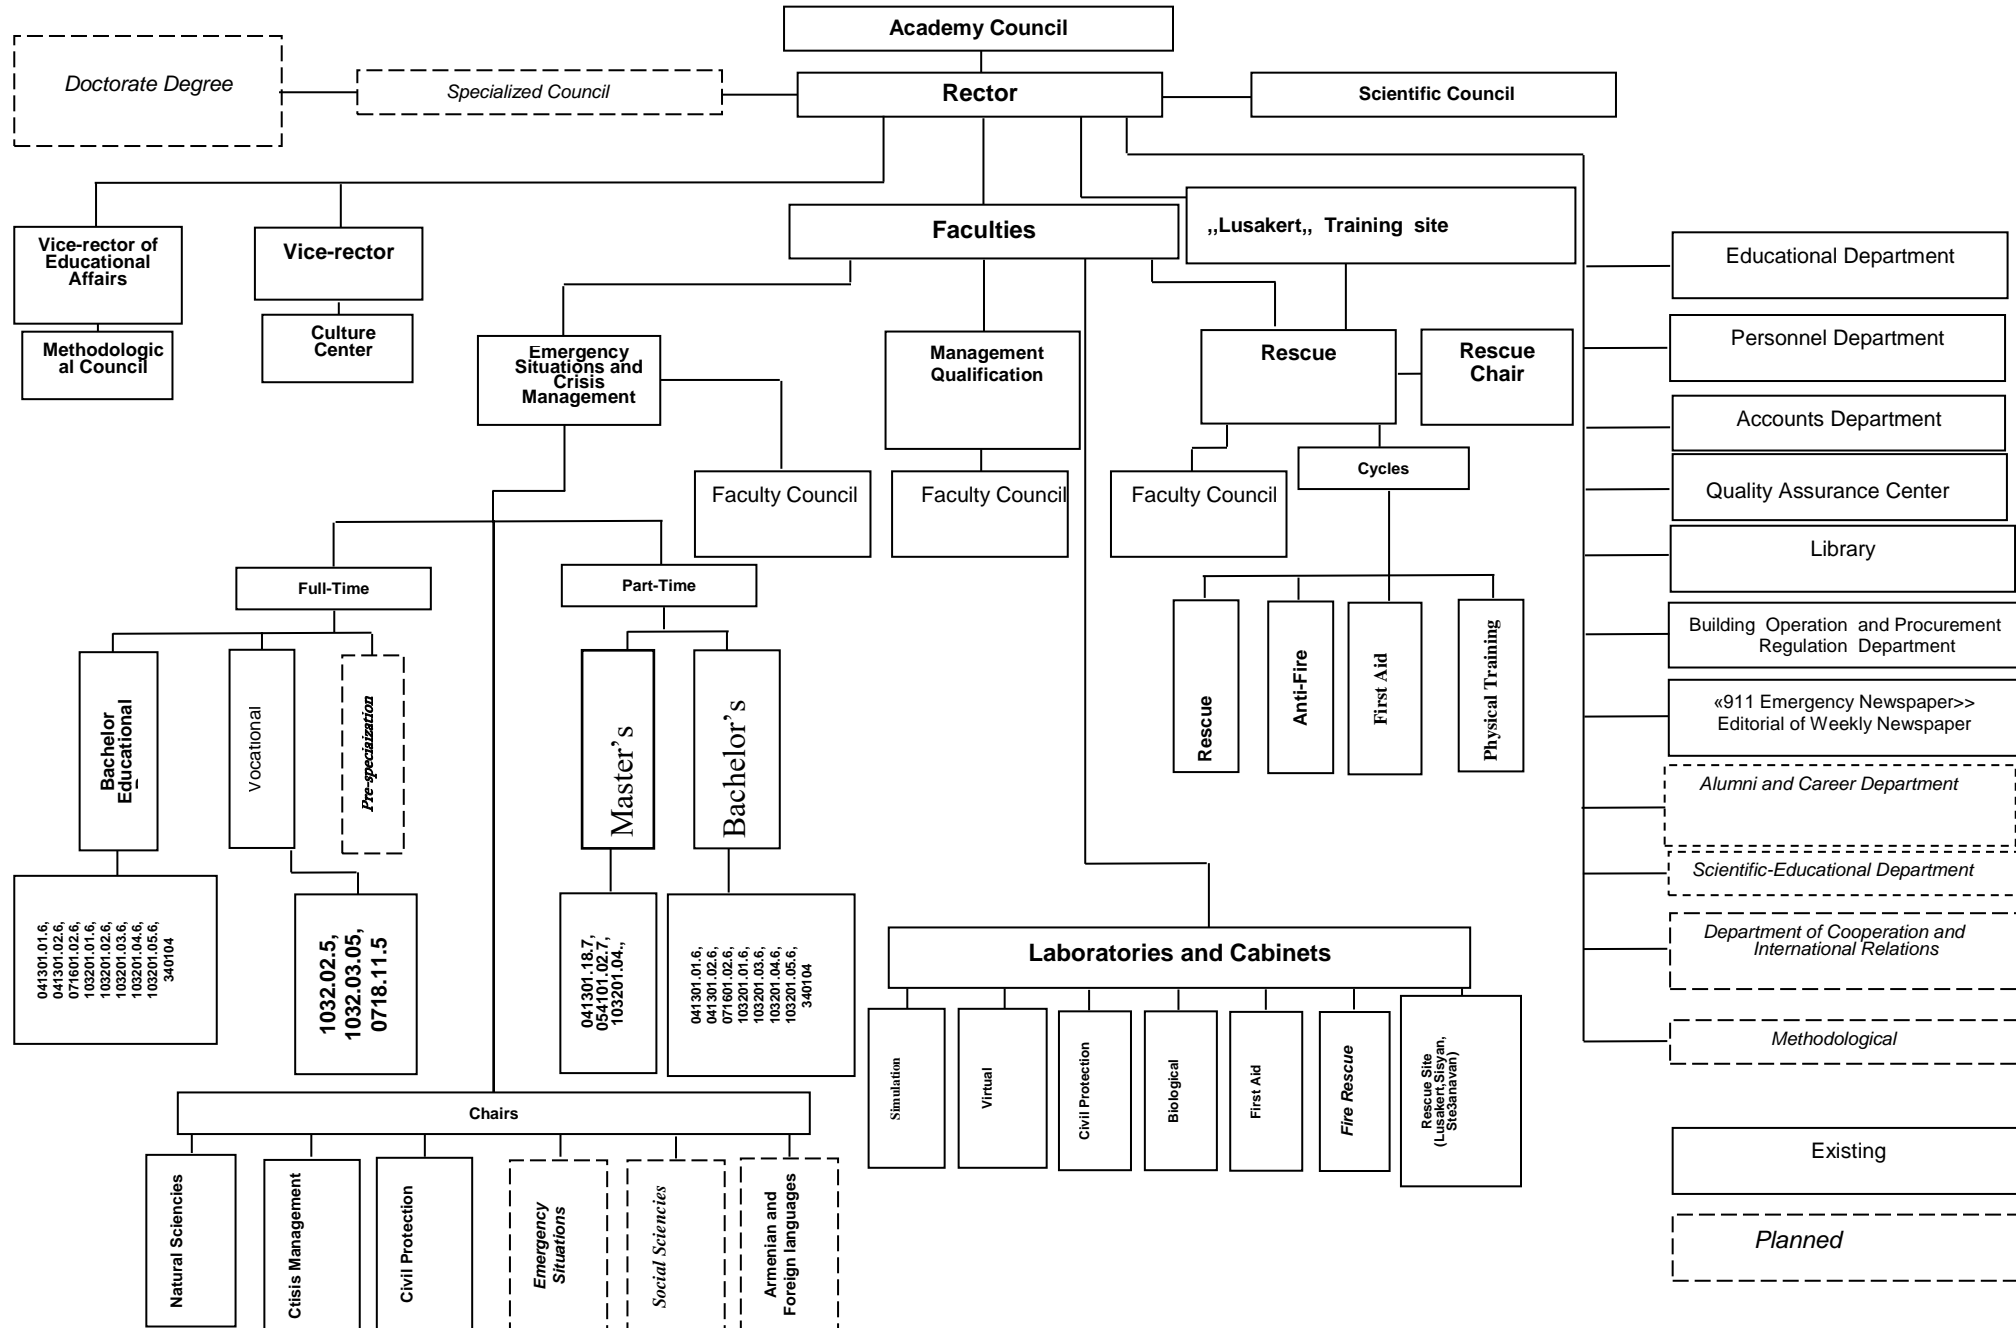 Academy Council
Doctorate Degree
Specialized Council
Rector
Scientific Council
Vice-rector of
Educational
Affairs
Vice-rector
Faculties
,,Lusakert,, Training site
Educational Department
Methodologic
al Council
Culture
Center
Emergency
Situations and
Crisis
Management
Management
Qualification
Rescue
Rescue
Chair
Personnel Department
Accounts Department
Faculty Council
Faculty Council
Faculty Council
Cycles
Quality Assurance Center
Library
Full-Time
Part-Time
Building Operation and Procurement
Regulation Department
Bachelor
Educational
Vocational
Pre-speciaization
Master’s
Bachelor’s
Rescue
Anti-Fire
First Aid
Physical Training
«911 Emergency Newspaper>>
Editorial of Weekly Newspaper
Alumni and Career Department
Scientific-Educational Department
041301.01.6,
041301.02.6,
071601.02.6,
103201.01.6,
103201.02.6,
103201.03.6,
103201.04.6,
103201.05.6,
340104
1032.02.5,
1032.03.05,
0718.11.5
041301.18.7,
054101.02.7,
103201.04.,
041301.01.6,
041301.02.6,
071601.02.6,
103201.01.6,
103201.03.6,
103201.04.6,
103201.05.6,
340104
Laboratories and Cabinets
Department of Cooperation and
International Relations
Methodological
Simulation
Virtual
Civil Protection
Biological
First Aid
Fire Rescue
Rescue Site
(Lusakert,Sisyan,
Ste3anavan)
Chairs
Natural Sciencies
Ctisis Management
Civil Protection
Emergency
Situations
Social Sciencies
Armenian and
Foreign languages
Existing
Planned